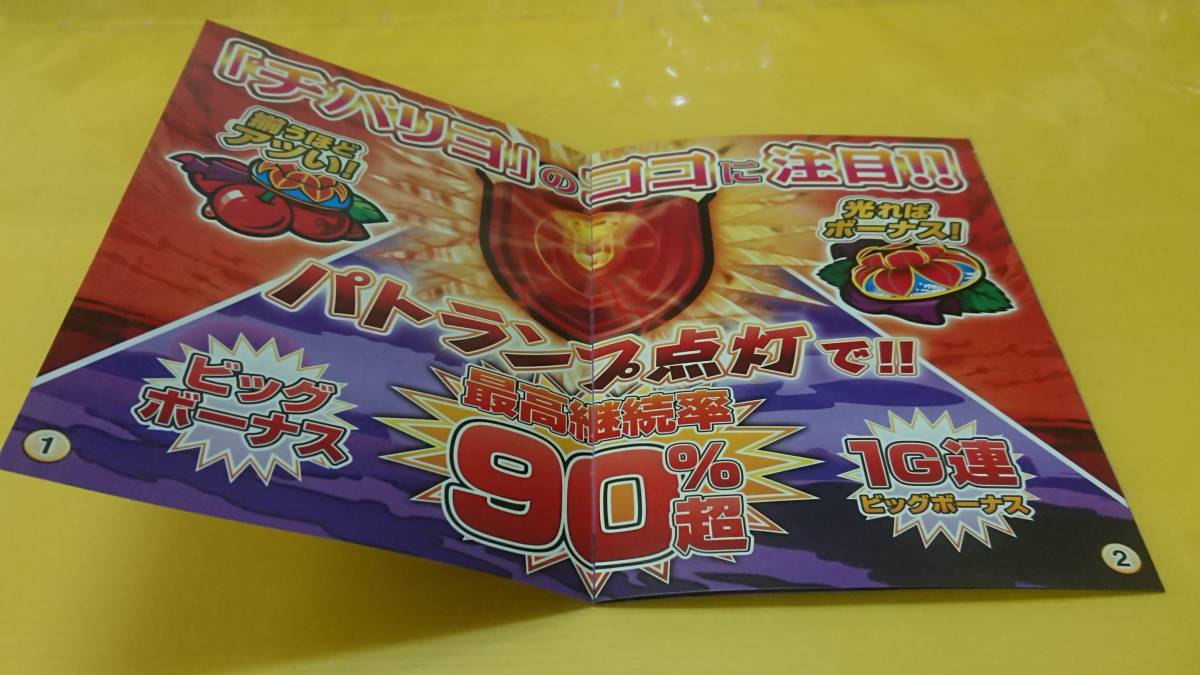 「チバリヨ」のココに注目!!
揃うほど
アツい!
光れば
ボーナス!
パトランプ点灯で!!
ビッグ
ボーナス
最高継続率
90%超
1G連
ビッグボーナス
1
2